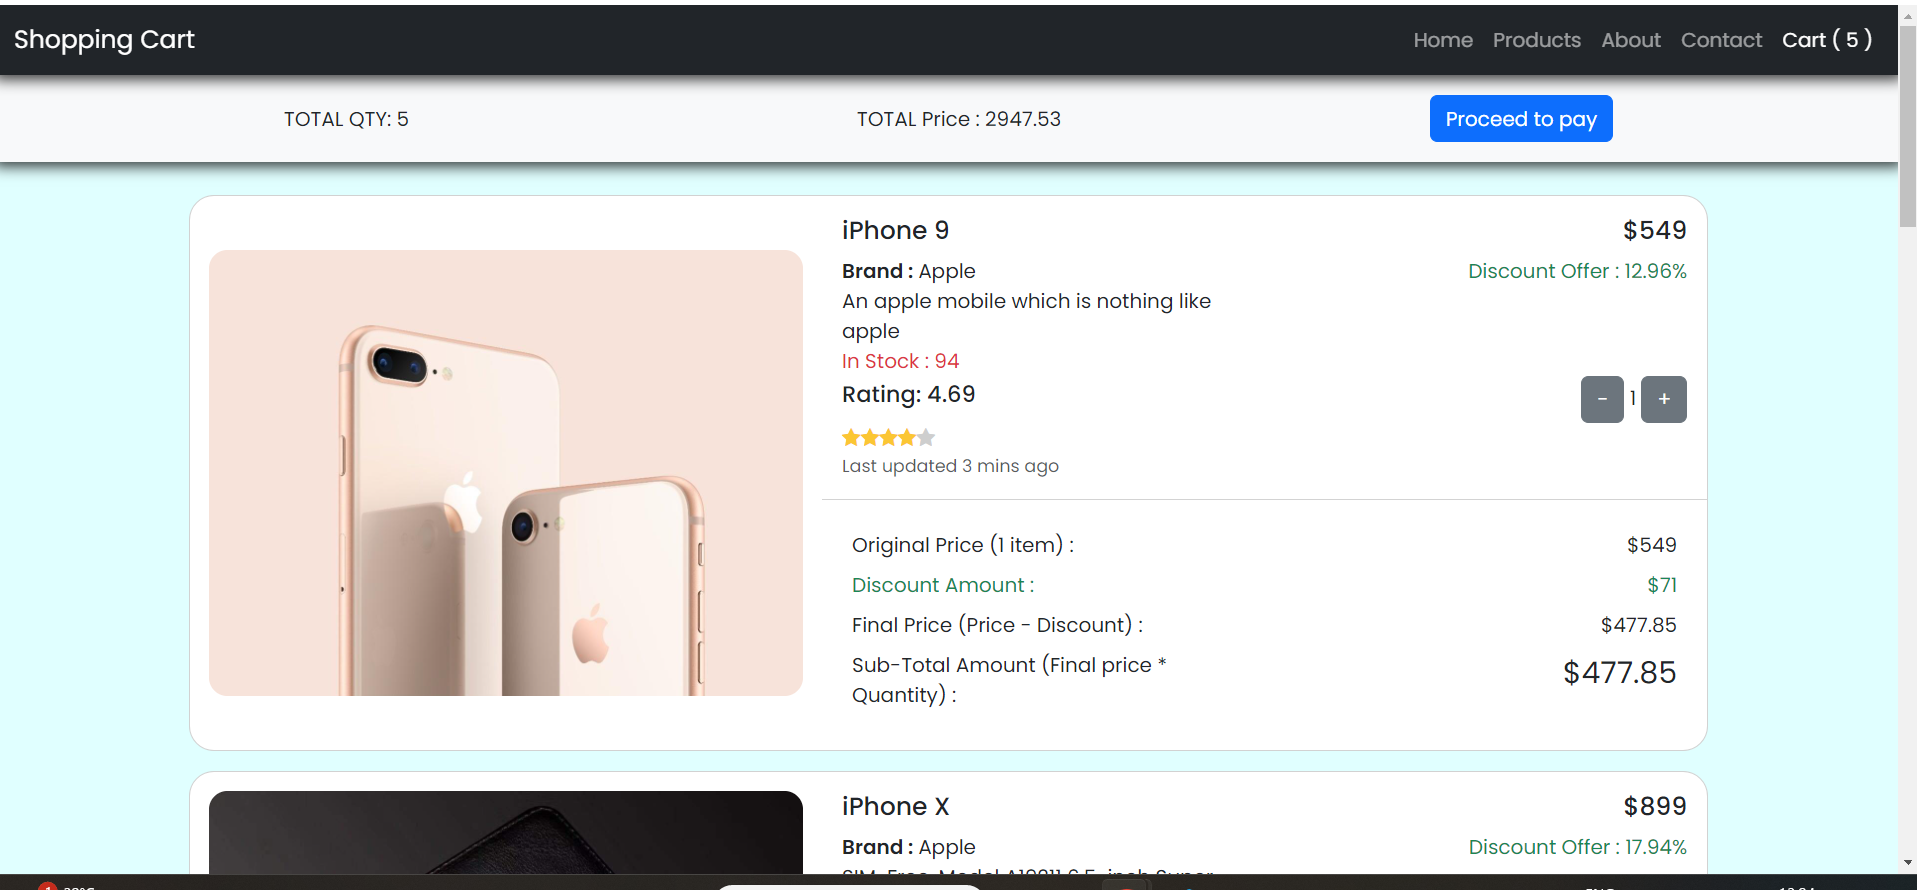 Shopping Cart
Home Products About Contact Cart ( 5 )
TOTAL QTY: 5 TOTAL Price : 2947.53 Proceed to pay
iPhone 9 $549
Brand : Apple Discount Offer : 12.96%
An apple mobile which is nothing like
apple
In Stock : 94
Rating: 4.69
- 1 +
Last updated 3 mins ago
Original Price (1 item) : $549
Discount Amount : $71
Final Price (Price - Discount) : $477.85
Sub-Total Amount (Final price * $477.85
Quantity) :
iPhone X $899
Brand : Apple Discount Offer : 17.94%